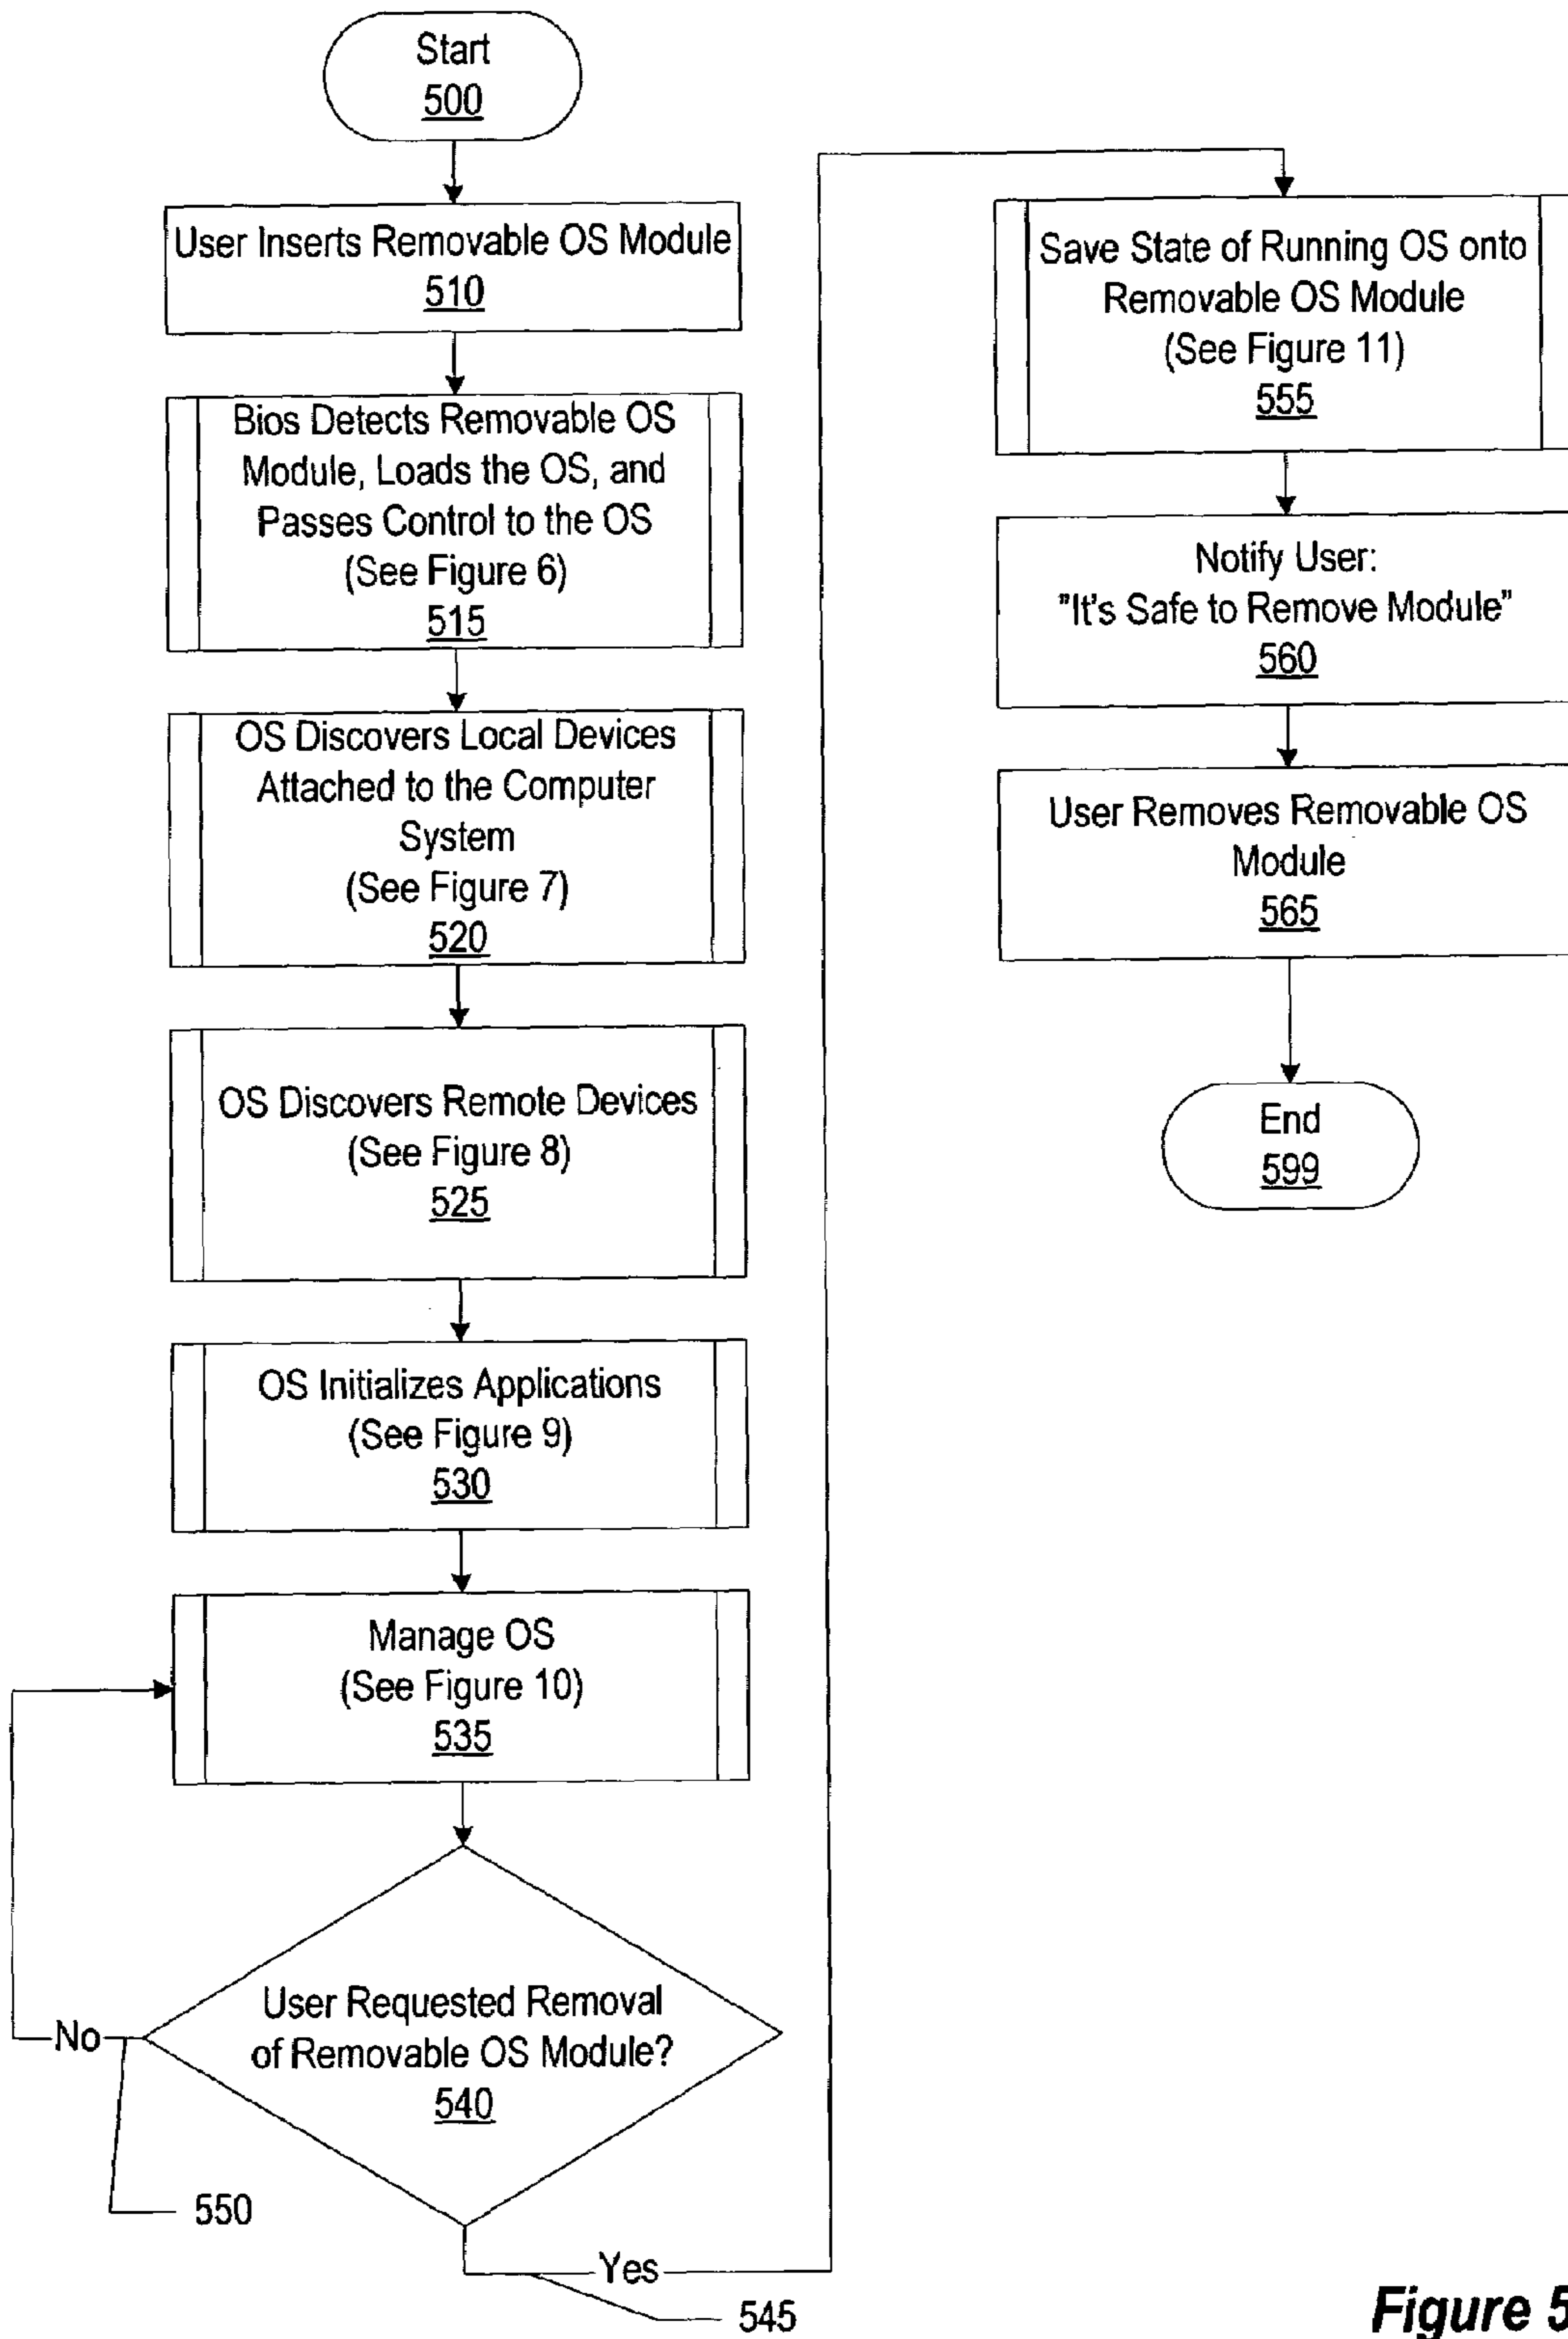 Start
500
User Inserts Removable OS Module
510
Bios Detects Removable OS
Module, Loads the OS, and
Passes Control to the OS
(See Figure 6)
515
OS Discovers Local Devices
Attached to the Computer
System
(See Figure 7)
520
OS Discovers Remote Devices
(See Figure 8)
525
OS Initializes Applications
(See Figure 9)
530
Manage OS
(See Figure 10)
535
User Requested Removal
of Removable OS Module?
540
No
550
Yes
545
Save State of Running OS onto
Removable OS Module
(See Figure 11)
555
Notify User:
"It's Safe to Remove Module"
560
User Removes Removable OS
Module
565
End
599
Figure 5